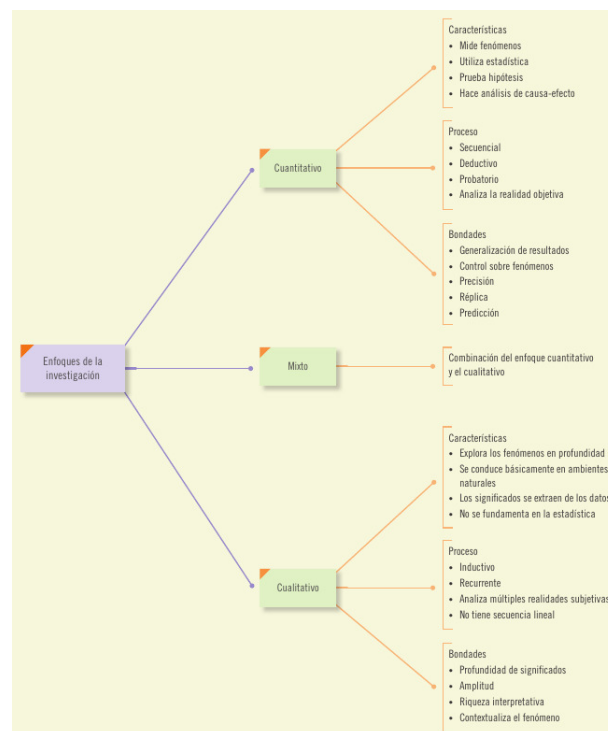 Enfoques de la
investigación
Cuantitativo
Características
• Mide fenómenos
• Utiliza estadística
• Prueba hipótesis
• Hace análisis de causa-efecto
Proceso
• Secuencial
• Deductivo
• Probatorio
• Analiza la realidad objetiva
Bondades
• Generalización de resultados
• Control sobre fenómenos
• Precisión
• Réplica
• Predicción
Mixto
Combinación del enfoque cuantitativo
y el cualitativo
Cualitativo
Características
• Explora los fenómenos en profundidad
• Se conduce básicamente en ambientes
naturales
• Los significados se extraen de los datos
• No se fundamenta en la estadística
Proceso
• Inductivo
• Recurrente
• Analiza múltiples realidades subjetivas
• No tiene secuencia lineal
Bondades
• Profundidad de significados
• Amplitud
• Riqueza interpretativa
• Contextualiza el fenómeno